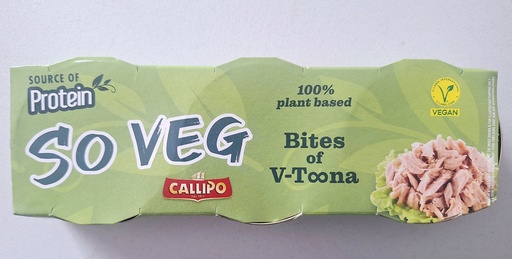 SOURCE OF
Protein
SO VEG
CALLIPO
100%
plant based
Bites
of
V-Toona
VEGAN